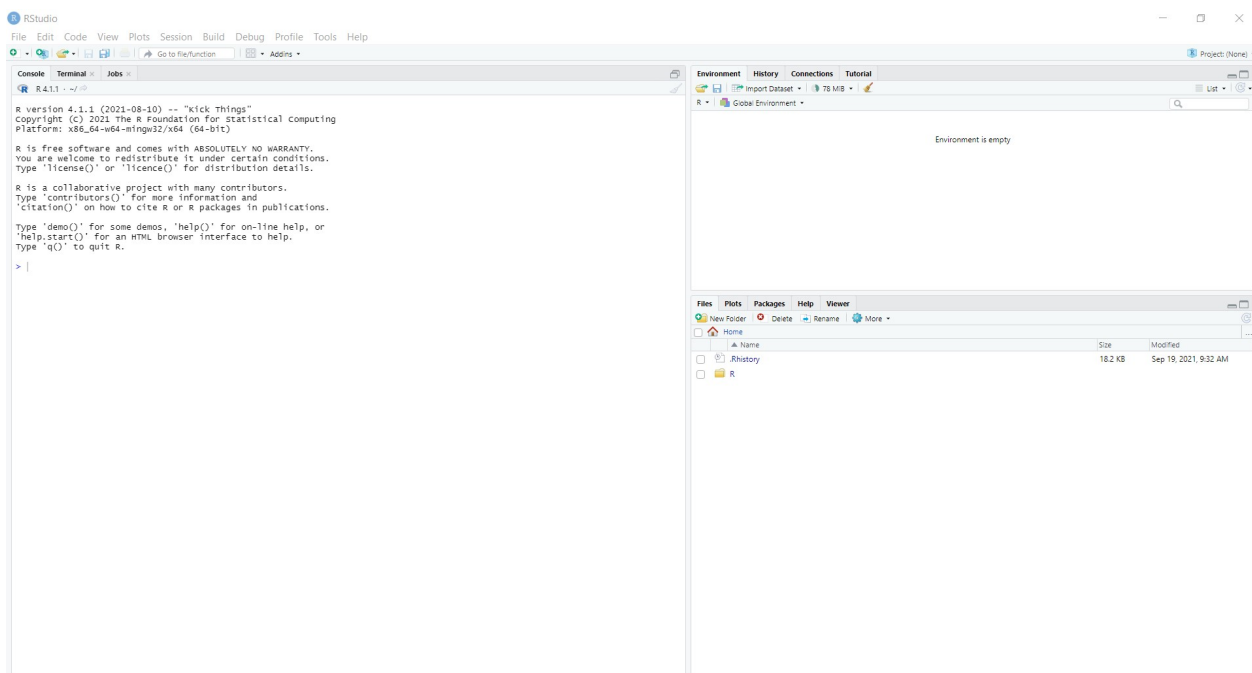 RStudio
File Edit Code View Plots Session Build Debug Profile Tools Help
Go to file/function Addins
Project: (None)
Console Terminal Jobs
R 4.1.1 · ~/
R version 4.1.1 (2021-08-10) -- "Kick Things"
Copyright (C) 2021 The R Foundation for Statistical Computing
Platform: x86_64-w64-mingw32/x64 (64-bit)
R is free software and comes with ABSOLUTELY NO WARRANTY.
You are welcome to redistribute it under certain conditions.
Type 'license()' or 'licence()' for distribution details.
R is a collaborative project with many contributors.
Type 'contributors()' for more information and
'citation()' on how to cite R or R packages in publications.
Type 'demo()' for some demos, 'help()' for on-line help, or
'help.start()' for an HTML browser interface to help.
Type 'q()' to quit R.
>
Environment History Connections Tutorial
Import Dataset 78 MiB List
R Global Environment
Environment is empty
Files Plots Packages Help Viewer
New Folder Delete Rename More
Home
Name Size Modified
.Rhistory 18.2 KB Sep 19, 2021, 9:32 AM
R